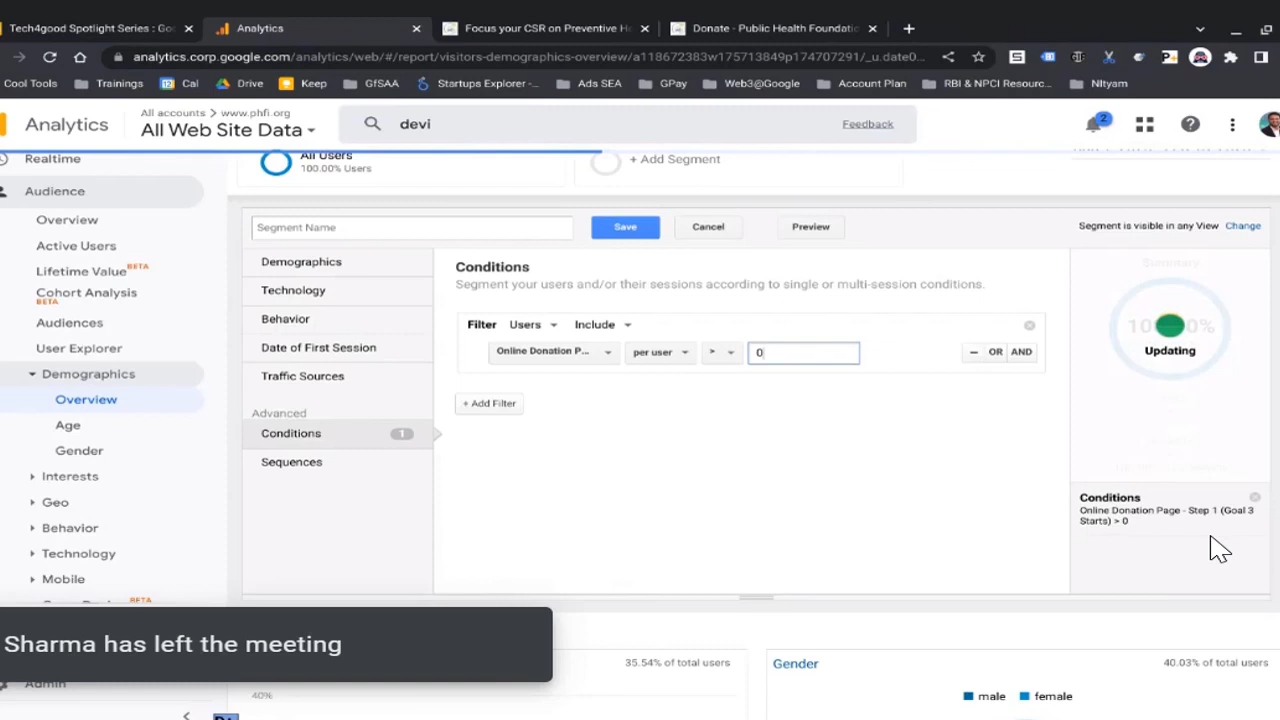 Tech4good Spotlight Series : Go
Analytics
Focus your CSR on Preventive He
Donate - Public Health Foundatio
analytics.corp.google.com/analytics/web/#/report/visitors-demographics-overview/a118672383w175713849p174707291/_u.date0...
Cool Tools
Trainings
Cal
Drive
Keep
GfSAA
Startups Explorer -...
Ads SEA
GPay
Web3@Google
Account Plan
RBI & NPCI Resourc...
NItyam
Analytics
All accounts > www.phfi.org
All Web Site Data
devi
Feedback
2
Realtime
Audience
Overview
Active Users
Lifetime Value BETA
Cohort Analysis
BETA
Audiences
User Explorer
Demographics
Overview
Age
Gender
Interests
Geo
Behavior
Technology
Mobile
BETA
Admin
All Users
100.00% Users
+ Add Segment
Segment Name
Save
Cancel
Preview
Segment is visible in any View Change
Demographics
Technology
Behavior
Date of First Session
Traffic Sources
Advanced
Conditions 1
Sequences
Conditions
Segment your users and/or their sessions according to single or multi-session conditions.
Filter Users Include
Online Donation P... per user > 0
OR AND
+ Add Filter
Summary
Updating
Conditions
Online Donation Page - Step 1 (Goal 3
Starts) > 0
Sharma has left the meeting
35.54% of total users
40%
Gender
40.03% of total users
male female